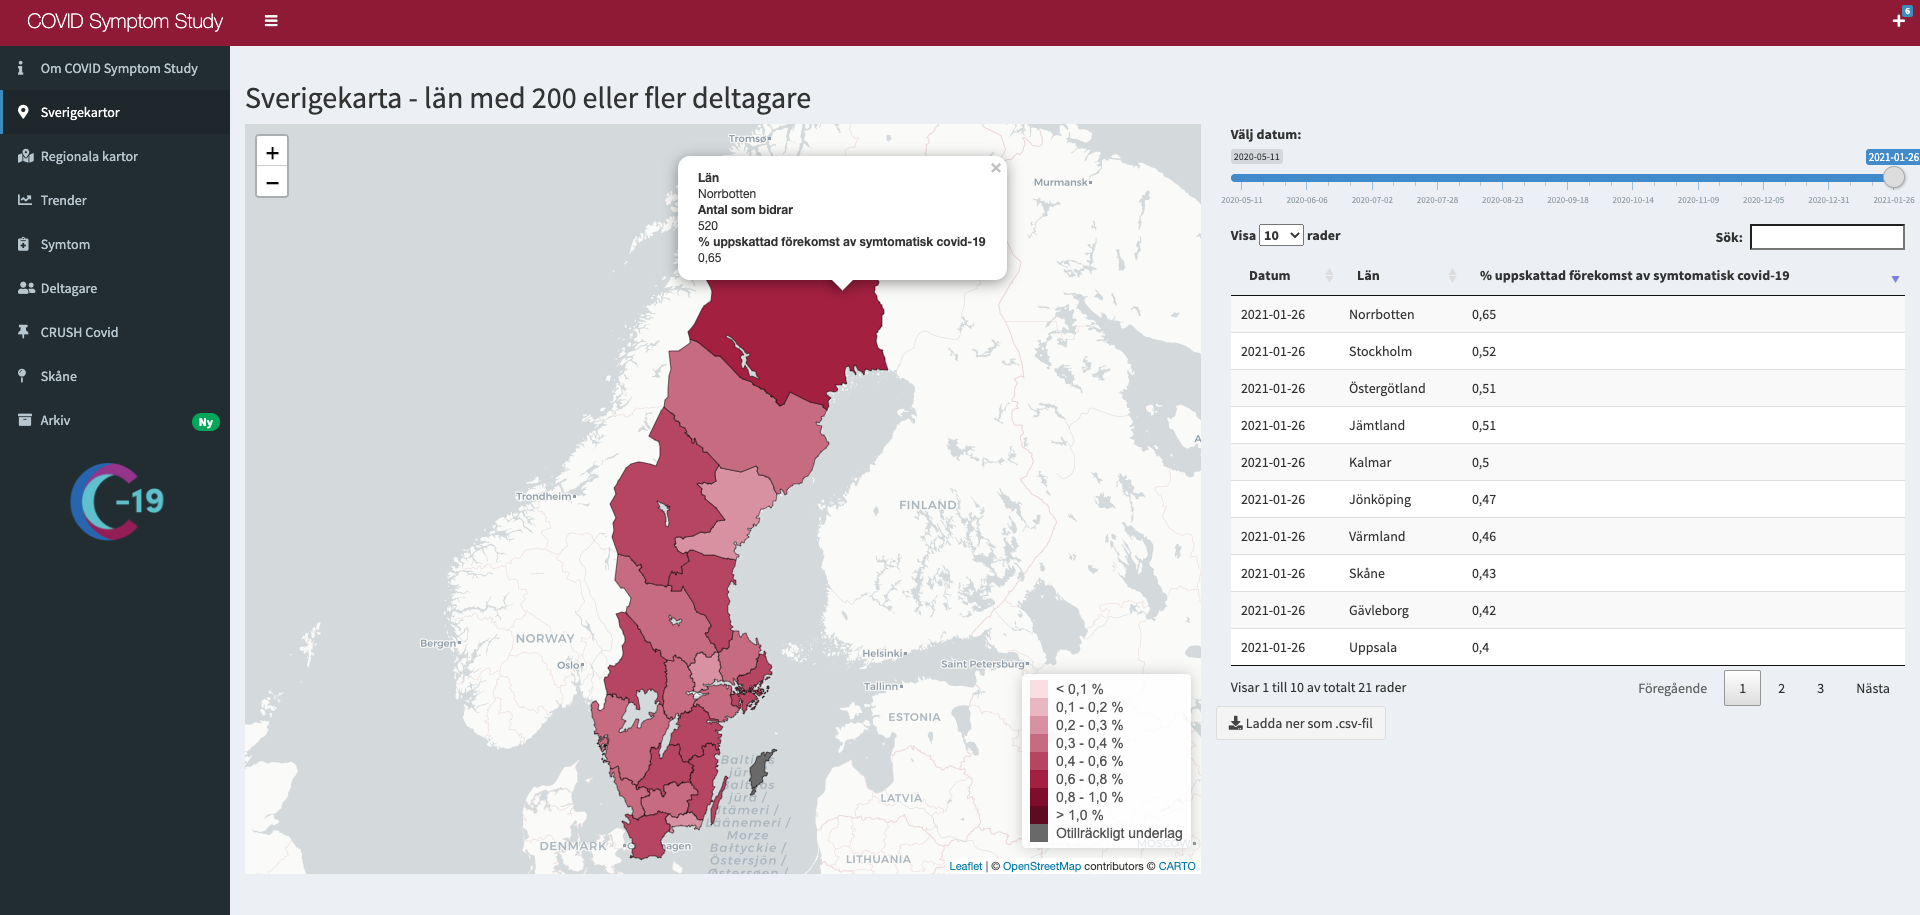 COVID Symptom Study
6
Om COVID Symptom Study
Sverigekartor
Regionala kartor
Trender
Symtom
Deltagare
CRUSH Covid
Skåne
Arkiv
Ny
-19
Sverigekarta - län med 200 eller fler deltagare
+
−
Tromsø
Murmansk
Län
Norrbotten
Antal som bidrar
520
% uppskattad förekomst av symtomatisk covid-19
0,65
×
Trondheim
FINLAND
NORWAY
Bergen
Oslo
Helsinki
Saint Petersburg
Tallinn
ESTONIA
LATVIA
LITHUANIA
DENMARK
Morze
Bałtyckie /
Östersjön /
< 0,1 %
0,1 - 0,2 %
0,2 - 0,3 %
0,3 - 0,4 %
0,4 - 0,6 %
0,6 - 0,8 %
0,8 - 1,0 %
> 1,0 %
Otillräckligt underlag
Leaflet | © OpenStreetMap contributors © CARTO
Välj datum:
2020-05-11
2021-01-26
2020-05-11 2020-06-06 2020-07-02 2020-07-28 2020-08-23 2020-09-18 2020-10-14 2020-11-09 2020-12-05 2020-12-31 2021-01-26
Visa 10 rader
Sök:
Datum Län % uppskattad förekomst av symtomatisk covid-19
2021-01-26 Norrbotten 0,65
2021-01-26 Stockholm 0,52
2021-01-26 Östergötland 0,51
2021-01-26 Jämtland 0,51
2021-01-26 Kalmar 0,5
2021-01-26 Jönköping 0,47
2021-01-26 Värmland 0,46
2021-01-26 Skåne 0,43
2021-01-26 Gävleborg 0,42
2021-01-26 Uppsala 0,4
Visar 1 till 10 av totalt 21 rader
Föregående 1 2 3 Nästa
Ladda ner som .csv-fil